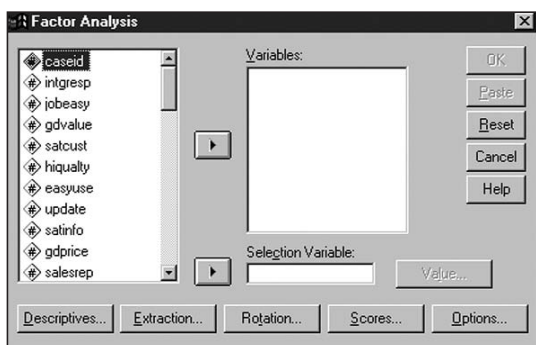 Factor Analysis
caseid
intgresp
jobeasy
gdvalue
satcust
hiqualty
easyuse
update
satinfo
gdprice
salesrep
Variables:
Selection Variable:
OK
Paste
Reset
Cancel
Help
Value...
Descriptives...
Extraction...
Rotation...
Scores...
Options...